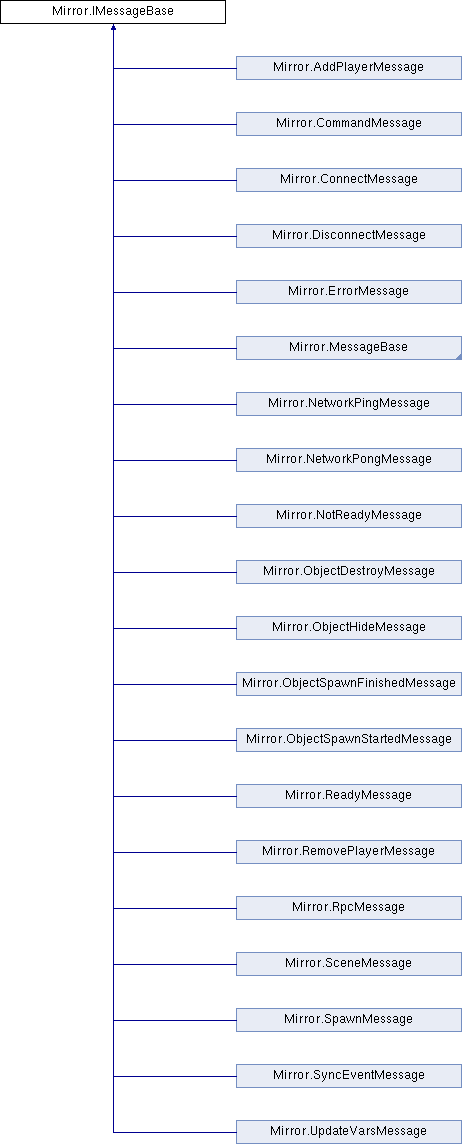 Mirror.IMessageBase
Mirror.AddPlayerMessage
Mirror.CommandMessage
Mirror.ConnectMessage
Mirror.DisconnectMessage
Mirror.ErrorMessage
Mirror.MessageBase
Mirror.NetworkPingMessage
Mirror.NetworkPongMessage
Mirror.NotReadyMessage
Mirror.ObjectDestroyMessage
Mirror.ObjectHideMessage
Mirror.ObjectSpawnFinishedMessage
Mirror.ObjectSpawnStartedMessage
Mirror.ReadyMessage
Mirror.RemovePlayerMessage
Mirror.RpcMessage
Mirror.SceneMessage
Mirror.SpawnMessage
Mirror.SyncEventMessage
Mirror.UpdateVarsMessage